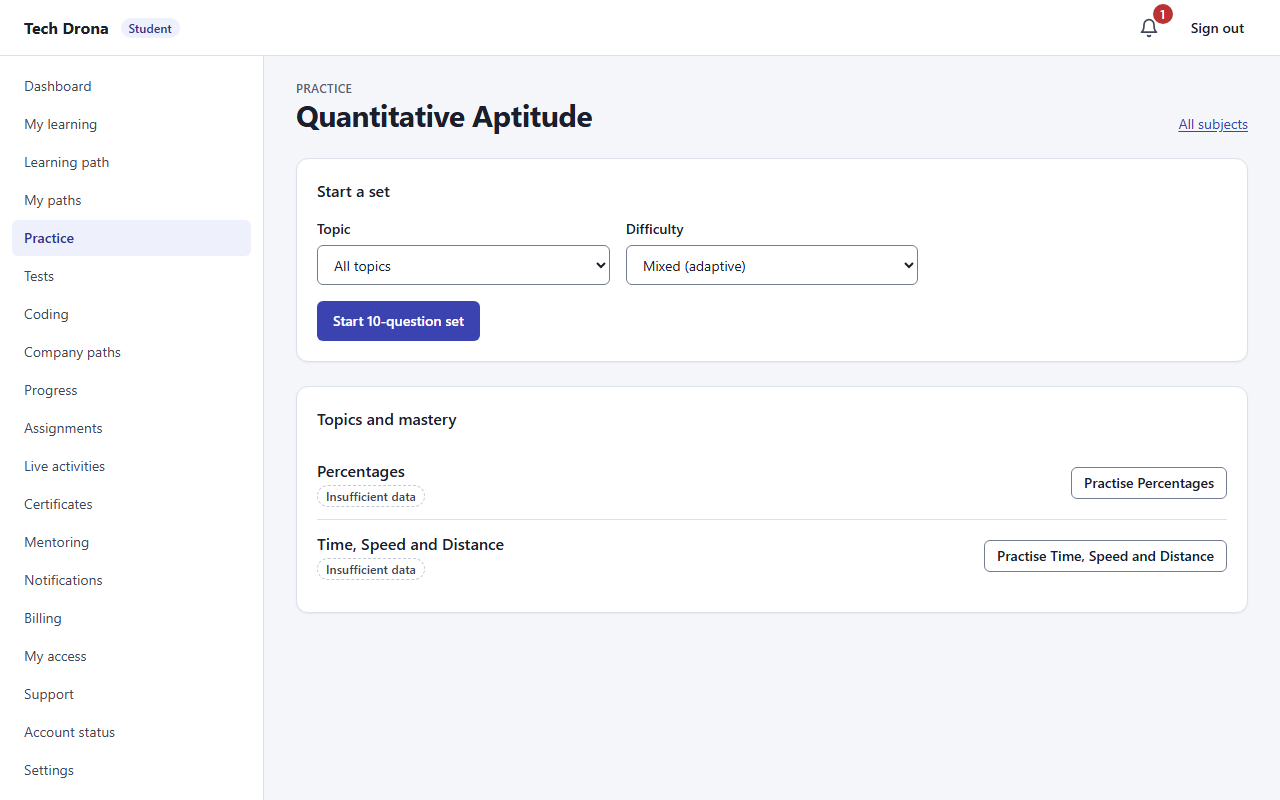 Tech Drona
Student
1
Sign out
Dashboard
My learning
Learning path
My paths
Practice
Tests
Coding
Company paths
Progress
Assignments
Live activities
Certificates
Mentoring
Notifications
Billing
My access
Support
Account status
Settings
PRACTICE
Quantitative Aptitude
All subjects
Start a set
Topic
Difficulty
All topics
Mixed (adaptive)
Start 10-question set
Topics and mastery
Percentages
Insufficient data
Practise Percentages
Time, Speed and Distance
Insufficient data
Practise Time, Speed and Distance